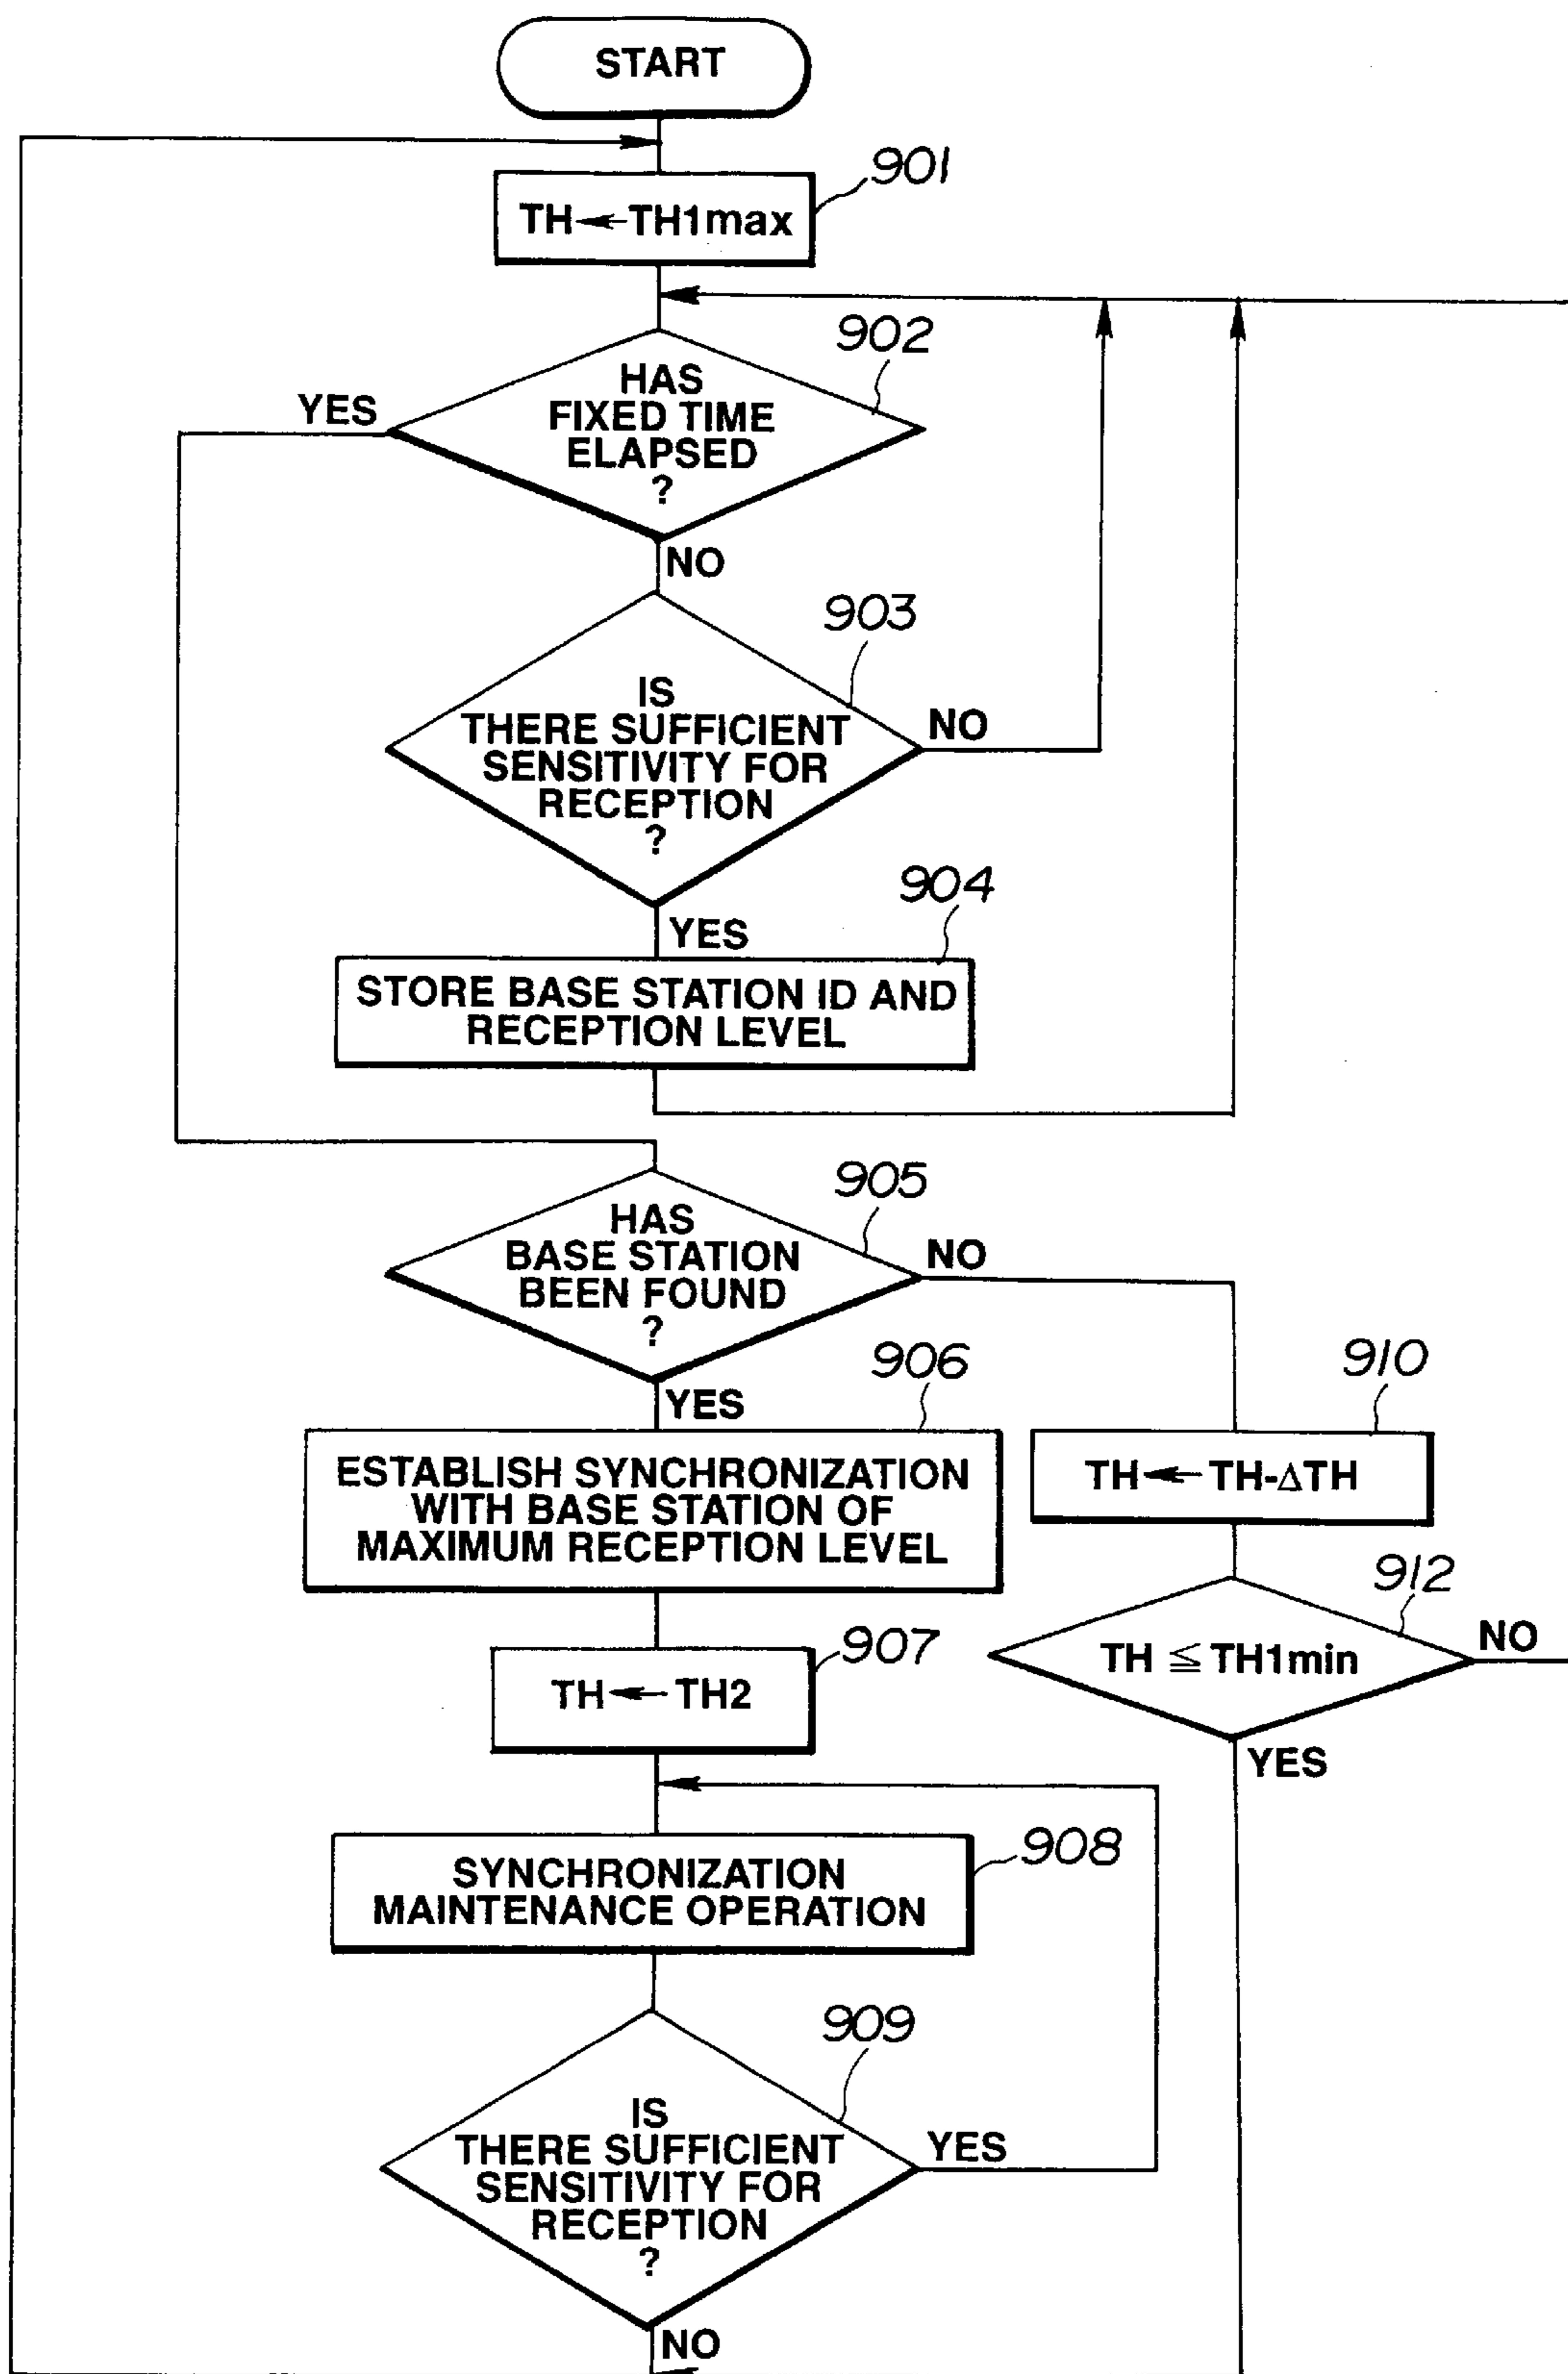 START
901
TH←TH1max
902
HAS
FIXED TIME
ELAPSED
?
YES
NO
903
IS
THERE SUFFICIENT
SENSITIVITY FOR
RECEPTION
?
NO
YES
904
STORE BASE STATION ID AND
RECEPTION LEVEL
905
HAS
BASE STATION
BEEN FOUND
?
NO
YES
906
ESTABLISH SYNCHRONIZATION
WITH BASE STATION OF
MAXIMUM RECEPTION LEVEL
910
TH←TH-ΔTH
912
TH ≦ TH1min
NO
YES
907
TH←TH2
908
SYNCHRONIZATION
MAINTENANCE OPERATION
909
IS
THERE SUFFICIENT
SENSITIVITY FOR
RECEPTION
?
YES
NO